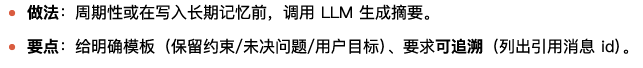 • 做法：周期性或在写入长期记忆前，调用 LLM 生成摘要。
• 要点：给明确模板（保留约束/未决问题/用户目标）、要求可追溯（列出引用消息 id）。